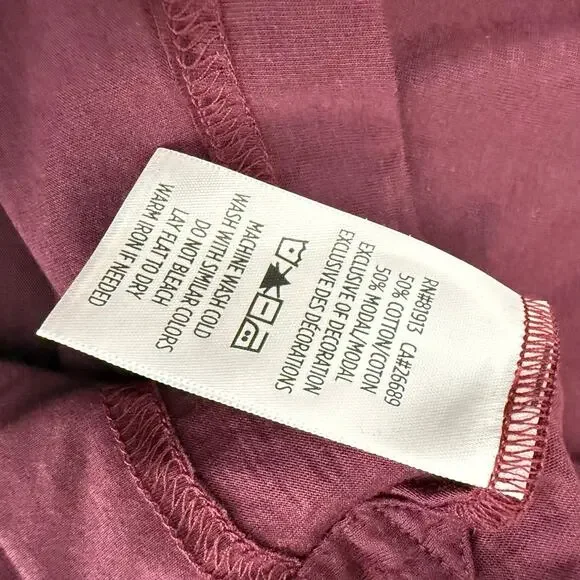 RN#81913 CA#26689
50% COTTON/COTON
50% MODAL/MODAL
EXCLUSIVE OF DECORATION
EXCLUSIVE DES DÉCORATIONS
MACHINE WASH COLD
WASH WITH SIMILAR COLORS
DO NOT BLEACH
LAY FLAT TO DRY
WARM IRON IF NEEDED